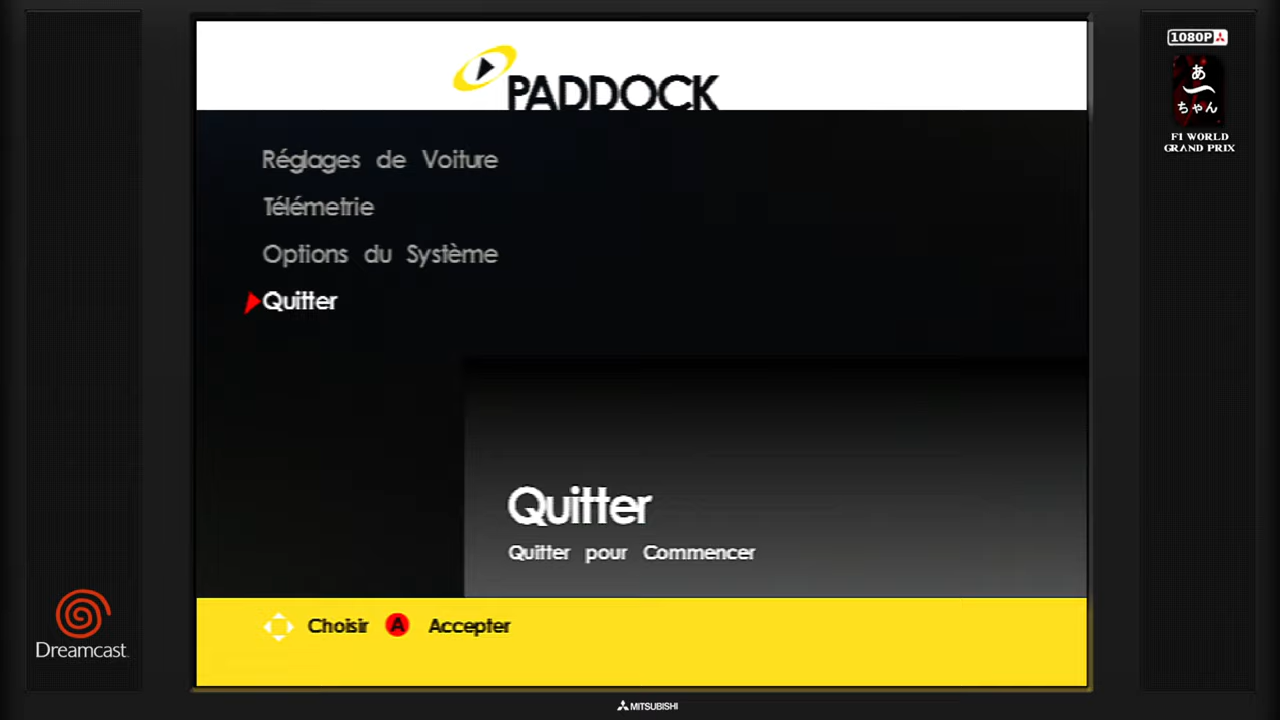 PADDOCK
Réglages de Voiture
Télémetrie
Options du Système
Quitter
Quitter
Quitter pour Commencer
Choisir A Accepter
1080P
あ
ー
ちゃん
F1 WORLD
GRAND PRIX
Dreamcast
MITSUBISHI